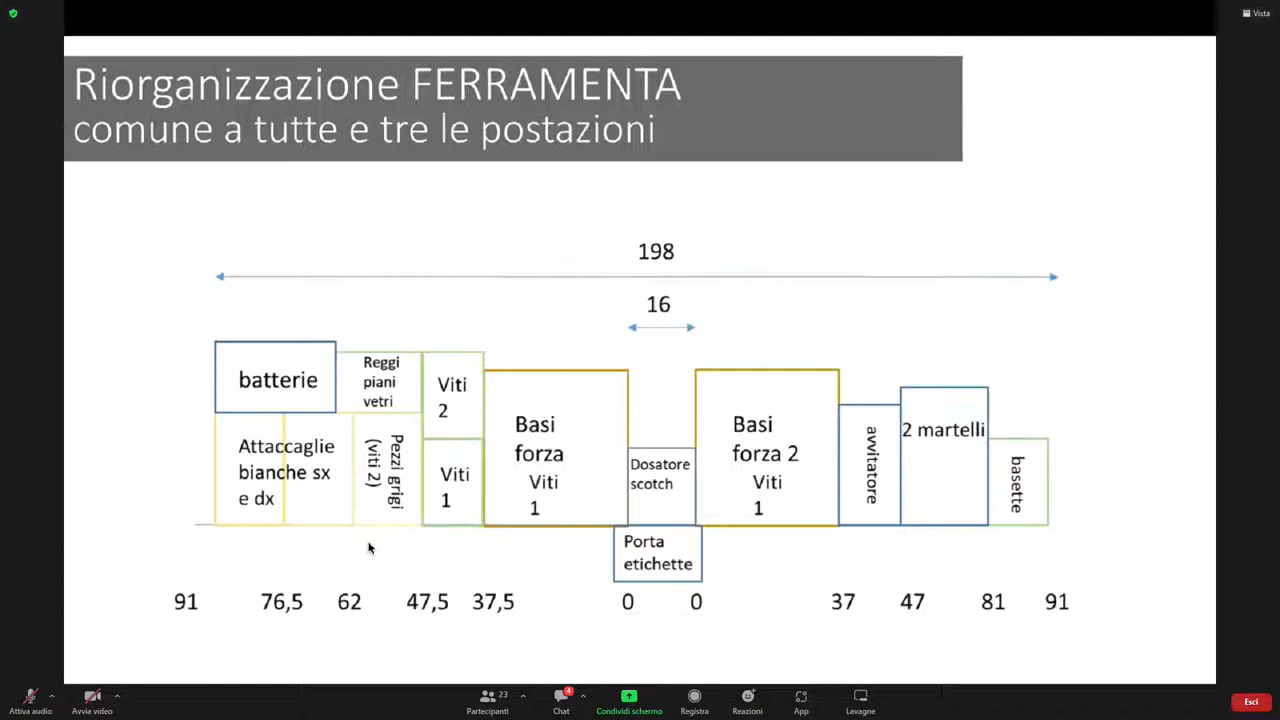 Vista
Riorganizzazione FERRAMENTA
comune a tutte e tre le postazioni
198
16
batterie
Reggi
piani
vetri
Viti
2
Attaccaglie
bianche sx
e dx
Pezzi grigi
(viti 2)
Viti
1
Basi
forza
Viti
1
Dosatore
scotch
Porta
etichette
Basi
forza 2
Viti
1
avvitatore
2 martelli
basette
91 76,5 62 47,5 37,5 0 0 37 47 81 91
23 4
Attiva audio Avvia video Partecipanti Chat Condividi schermo Registra Reazioni App Lavagne Esci